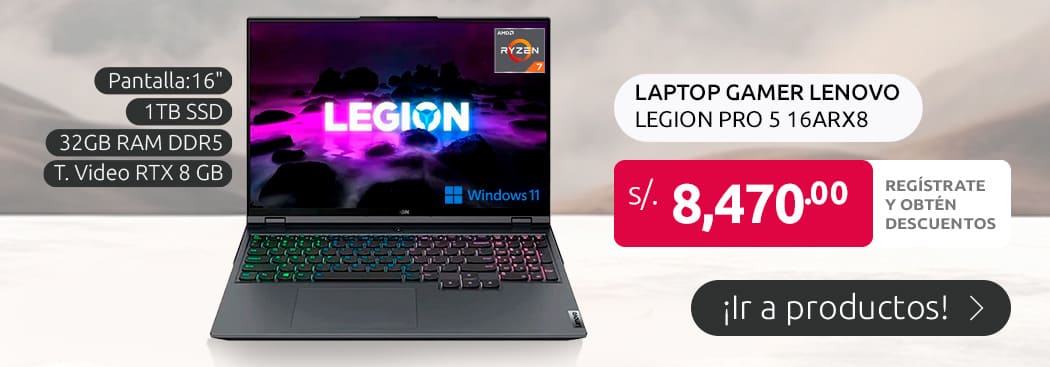 Pantalla:16"
1TB SSD
32GB RAM DDR5
T. Video RTX 8 GB
AMD
RYZEN
7
LEGION
Windows 11
LAPTOP GAMER LENOVO
LEGION PRO 5 16ARX8
S/. 8,470.00
REGÍSTRATE
Y OBTÉN
DESCUENTOS
¡Ir a productos!